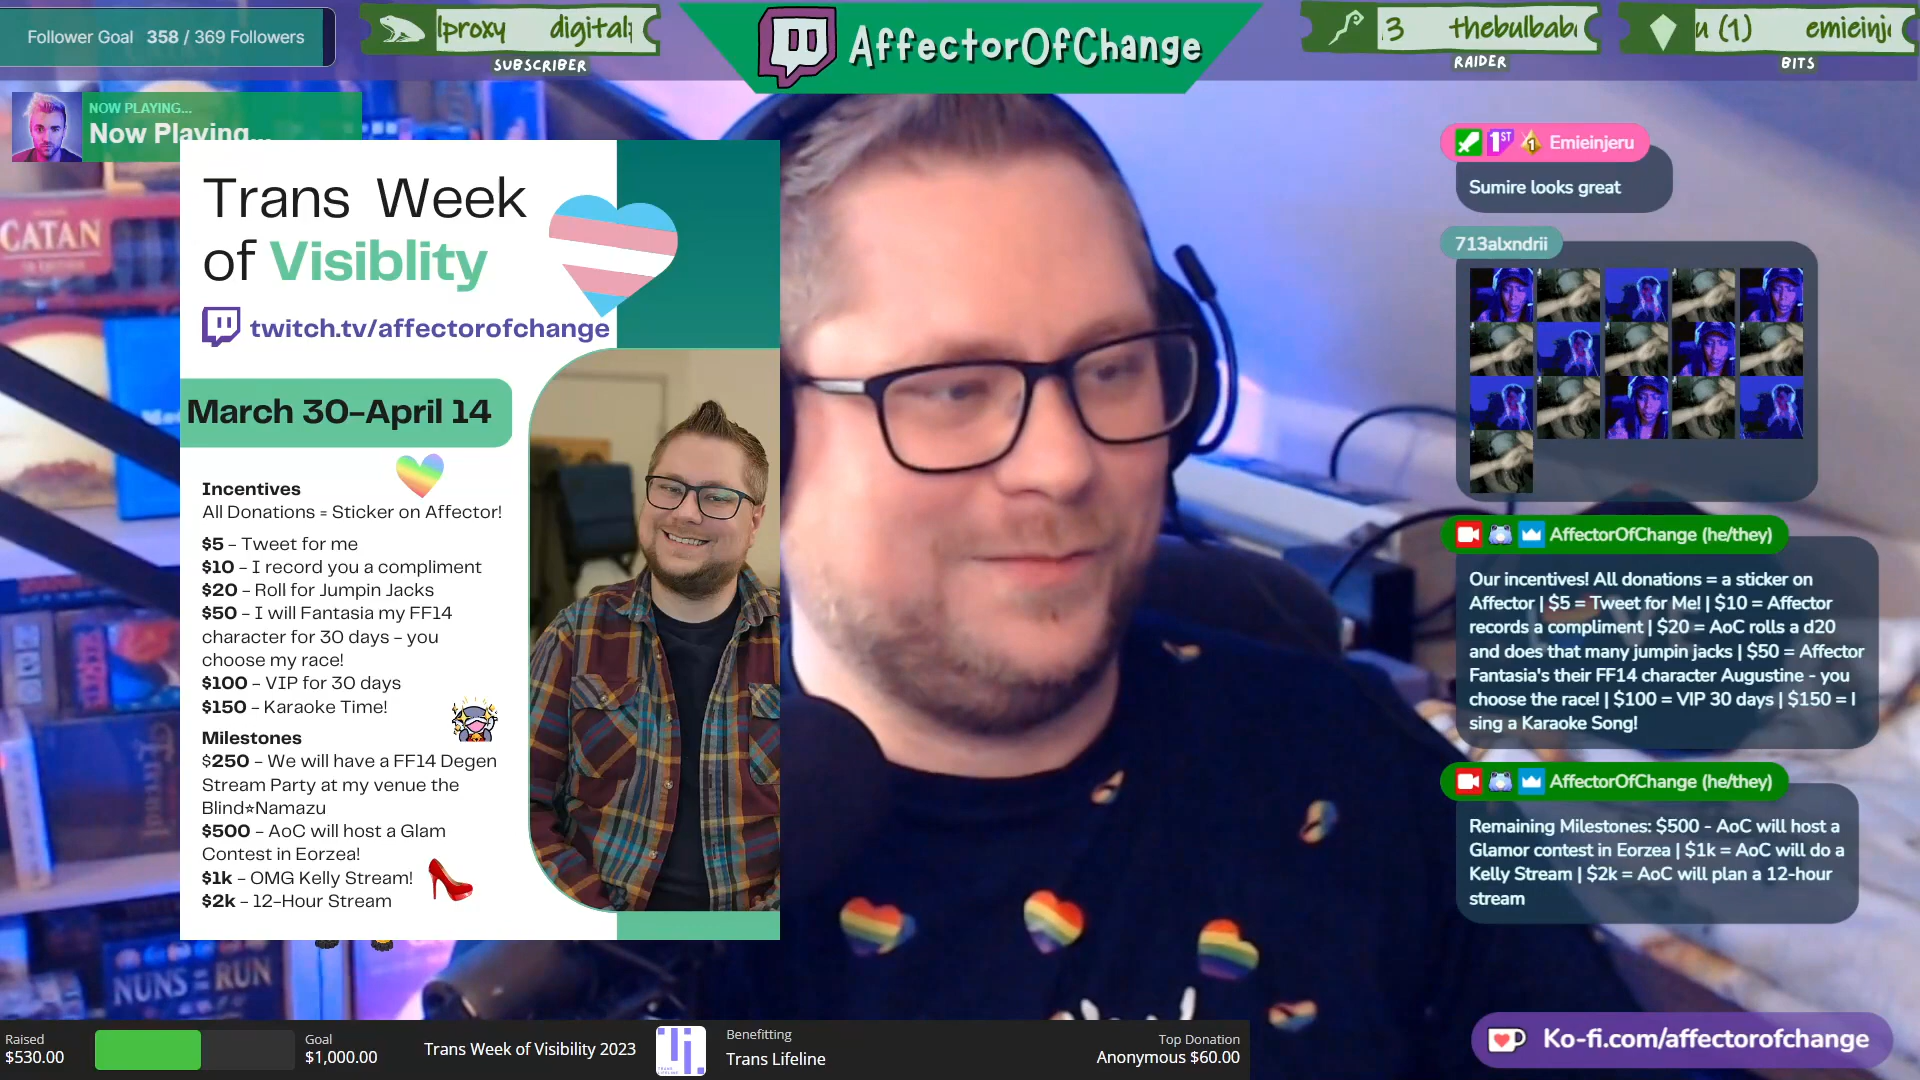 Follower Goal 358 / 369 Followers
lproxy digital
SUBSCRIBER
AffectorOfChange
3 thebulbab
RAIDER
u (1) emieinj
BITS
NOW PLAYING...
Now Playing...
Trans Week
of Visiblity
twitch.tv/affectorofchange
March 30-April 14
Incentives
All Donations = Sticker on Affector!
$5 - Tweet for me
$10 - I record you a compliment
$20 - Roll for Jumpin Jacks
$50 - I will Fantasia my FF14
character for 30 days - you
choose my race!
$100 - VIP for 30 days
$150 - Karaoke Time!
Milestones
$250 - We will have a FF14 Degen
Stream Party at my venue the
Blind⭑Namazu
$500 - AoC will host a Glam
Contest in Eorzea!
$1k - OMG Kelly Stream!
$2k - 12-Hour Stream
CATAN
NUNS = RUN
1ST 1 Emieinjeru
Sumire looks great
713alxndrii
AffectorOfChange (he/they)
Our incentives! All donations = a sticker on
Affector | $5 = Tweet for Me! | $10 = Affector
records a compliment | $20 = AoC rolls a d20
and does that many jumpin jacks | $50 = Affector
Fantasia's their FF14 character Augustine - you
choose the race! | $100 = VIP 30 days | $150 = I
sing a Karaoke Song!
AffectorOfChange (he/they)
Remaining Milestones: $500 - AoC will host a
Glamor contest in Eorzea | $1k = AoC will do a
Kelly Stream | $2k = AoC will plan a 12-hour
stream
Raised
$530.00
Goal
$1,000.00
Trans Week of Visibility 2023
Benefitting
Trans Lifeline
Top Donation
Anonymous $60.00
Ko-fi.com/affectorofchange